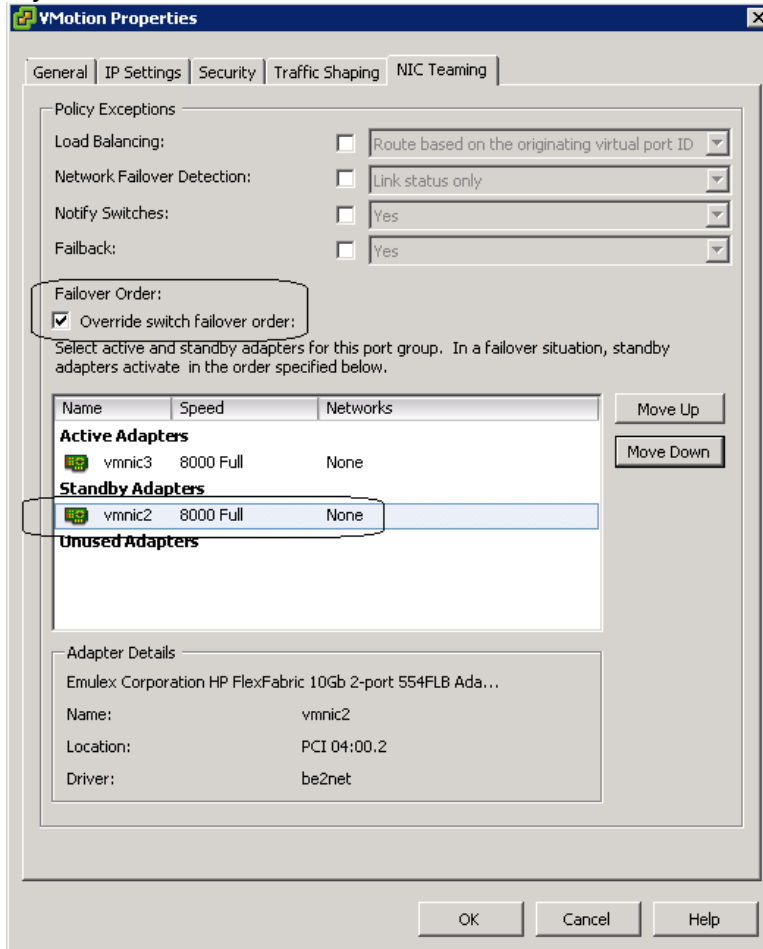 VMotion Properties
General IP Settings Security Traffic Shaping NIC Teaming
Policy Exceptions
Load Balancing: Route based on the originating virtual port ID
Network Failover Detection: Link status only
Notify Switches: Yes
Failback: Yes
Failover Order:
Override switch failover order:
Select active and standby adapters for this port group. In a failover situation, standby
adapters activate in the order specified below.
Name Speed Networks
Move Up
Active Adapters
Move Down
vmnic3 8000 Full None
Standby Adapters
vmnic2 8000 Full None
Unused Adapters
Adapter Details
Emulex Corporation HP FlexFabric 10Gb 2-port 554FLB Ada...
Name: vmnic2
Location: PCI 04:00.2
Driver: be2net
OK Cancel Help